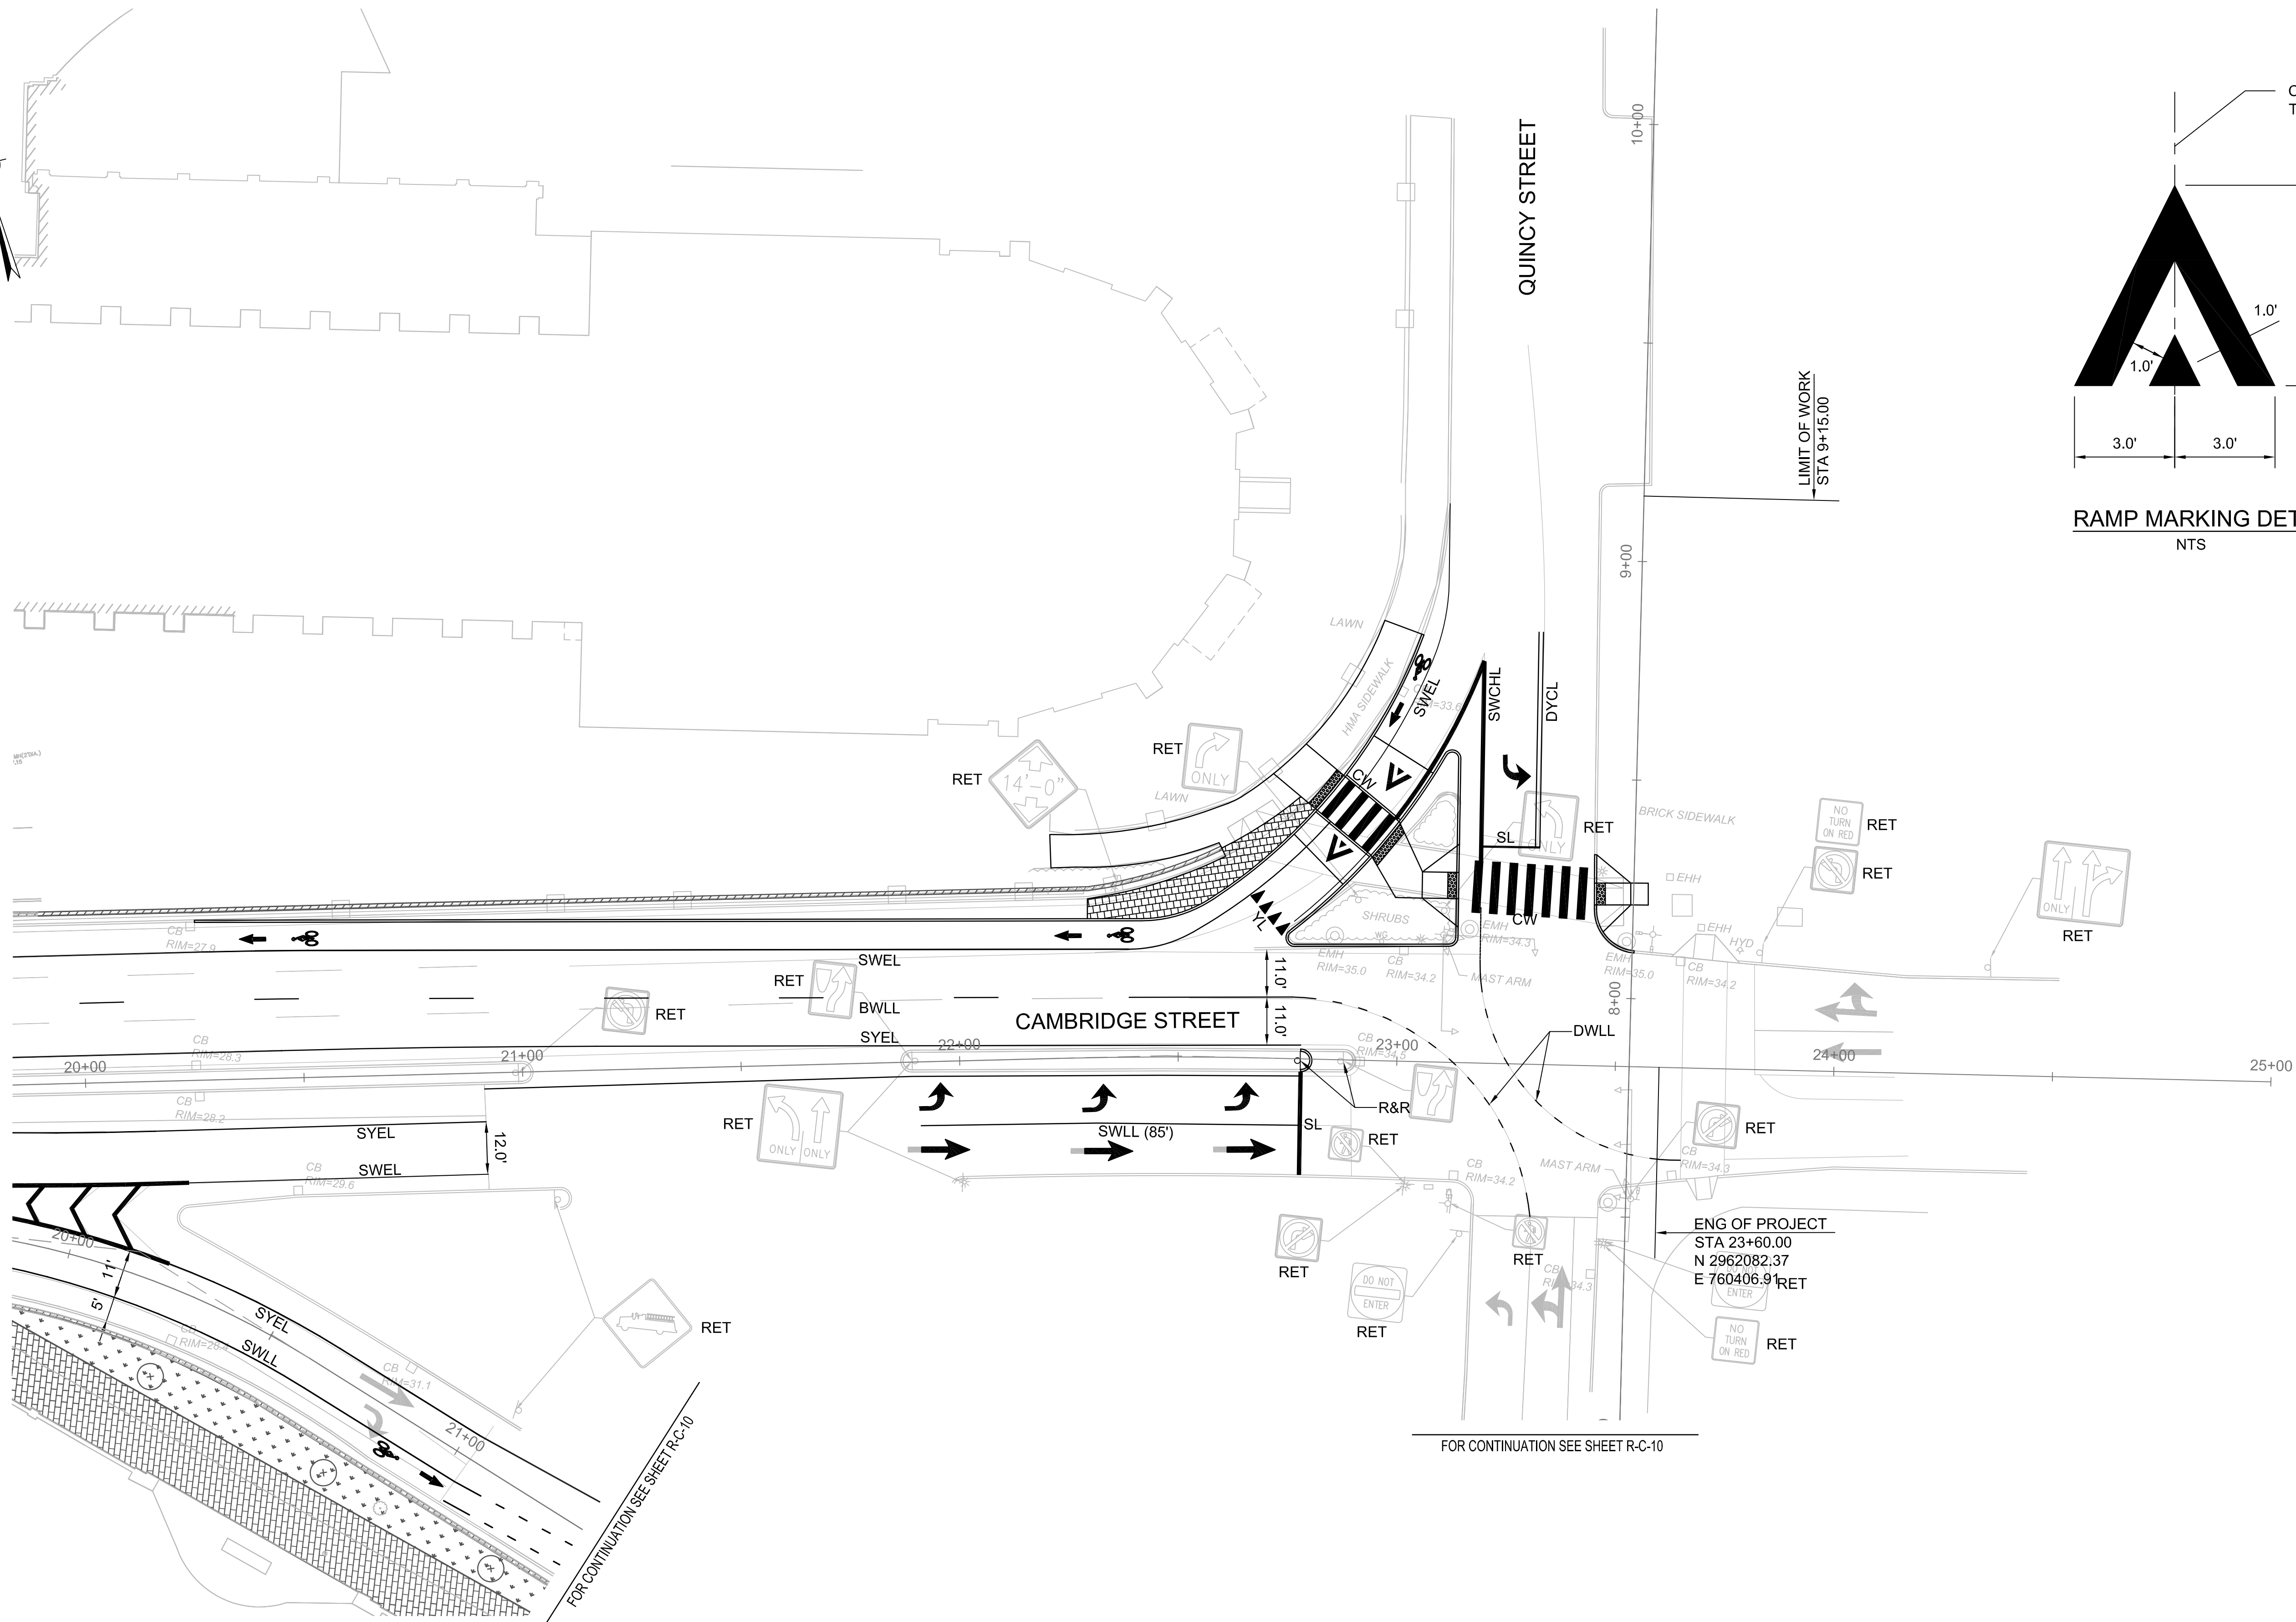 QUINCY STREET
10+00
LIMIT OF WORK
STA 9+15.00
9+00
1.0'
1.0'
3.0'
3.0'
RAMP MARKING DET
NTS
LAWN
HMA SIDEWALK
SWEL
SWCHL
DYCL
RET
14'-0"
RET
ONLY
LAWN
CW
ONLY
RET
SL
BRICK SIDEWALK
NO
TURN
ON RED
RET
RET
ONLY
RET
EHH
EHH
HYD
CW
YL
SHRUBS
WG
EMH
RIM=34.3
EMH
RIM=35.0
CB
RIM=34.2
MAST ARM
EMH
RIM=35.0
CB
RIM=34.2
8+00
CB
RIM=27.9
SWEL
11.0'
11.0'
RET
RET
BWLL
CAMBRIDGE STREET
SYEL
DWLL
CB
RIM=28.3
20+00
21+00
22+00
CB
RIM=34.5
23+00
24+00
25+00
CB
RIM=28.2
SYEL
12.0'
SWEL
CB
RIM=29.6
RET
ONLY
ONLY
SWLL (85')
SL
R&R
RET
RET
MAST ARM
CB
RIM=34.3
CB
RIM=34.2
ENG OF PROJECT
STA 23+60.00
N 2962082.37
E 760406.91
RET
ENTER
RET
DO NOT
ENTER
RET
RET
CB
NO
TURN
ON RED
RET
20+00
11'
5'
SYEL
SWLL
CB
CB
RIM=31.1
21+00
RET
FOR CONTINUATION SEE SHEET R-C-10
FOR CONTINUATION SEE SHEET R-C-10